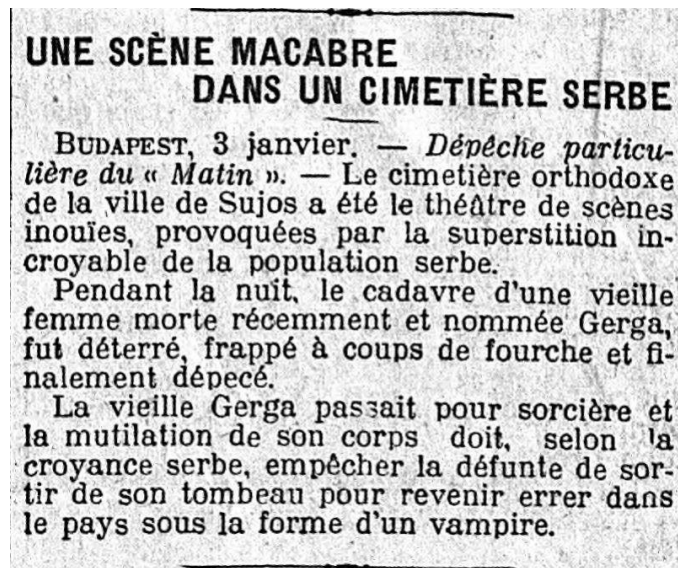 UNE SCÈNE MACABRE
DANS UN CIMETIÈRE SERBE
BUDAPEST, 3 janvier. — Dépêche particu-
lière du « Matin ». — Le cimetière orthodoxe
de la ville de Sujos a été le théâtre de scènes
inouïes, provoquées par la superstition in-
croyable de la population serbe.
Pendant la nuit, le cadavre d'une vieille
femme morte récemment et nommée Gerga,
fut déterré, frappé à coups de fourche et fi-
nalement dépecé.
La vieille Gerga passait pour sorcière et
la mutilation de son corps doit, selon la
croyance serbe, empêcher la défunte de sor-
tir de son tombeau pour revenir errer dans
le pays sous la forme d'un vampire.